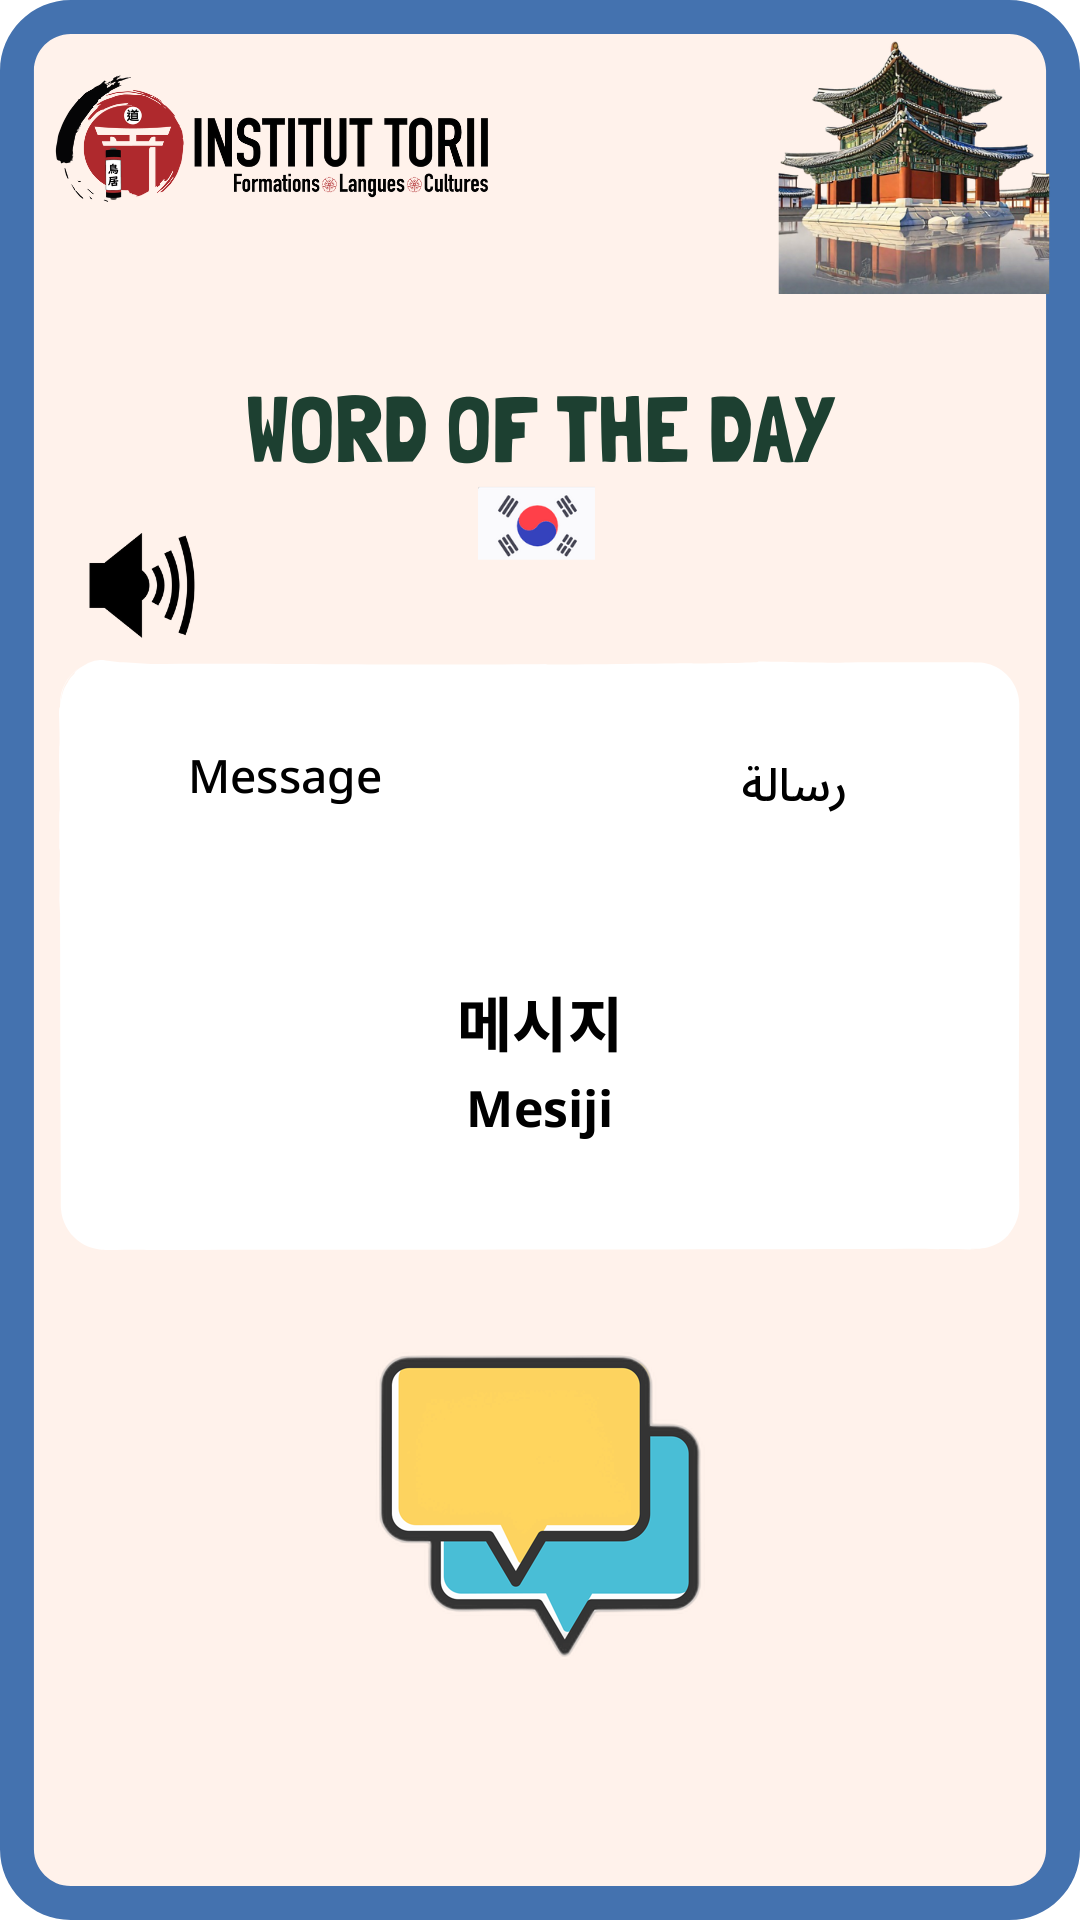 道
鳥居
INSTITUT TORII
Formations Langues Cultures
WORD OF THE DAY
Message
رسالة
메시지
Mesiji